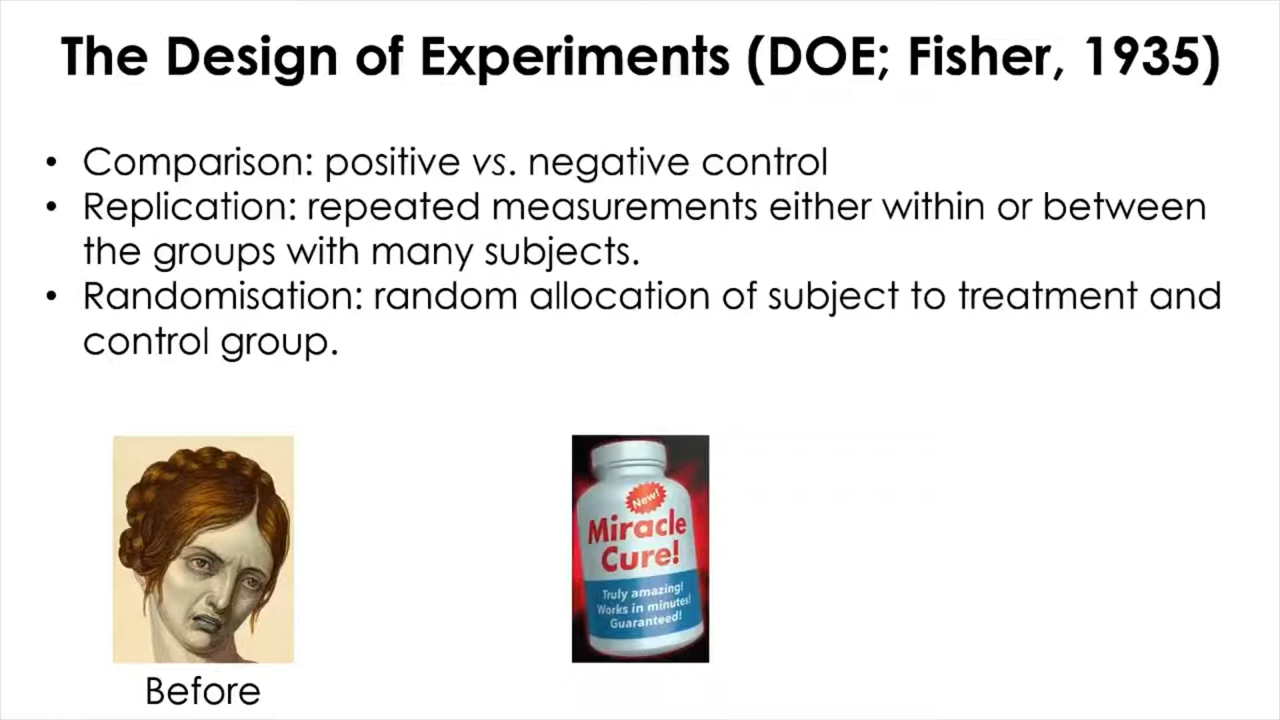 The Design of Experiments (DOE; Fisher, 1935)
• Comparison: positive vs. negative control
• Replication: repeated measurements either within or between
the groups with many subjects.
• Randomisation: random allocation of subject to treatment and
control group.
New!
Miracle
Cure!
Truly amazing!
Works in minutes!
Guaranteed!
Before